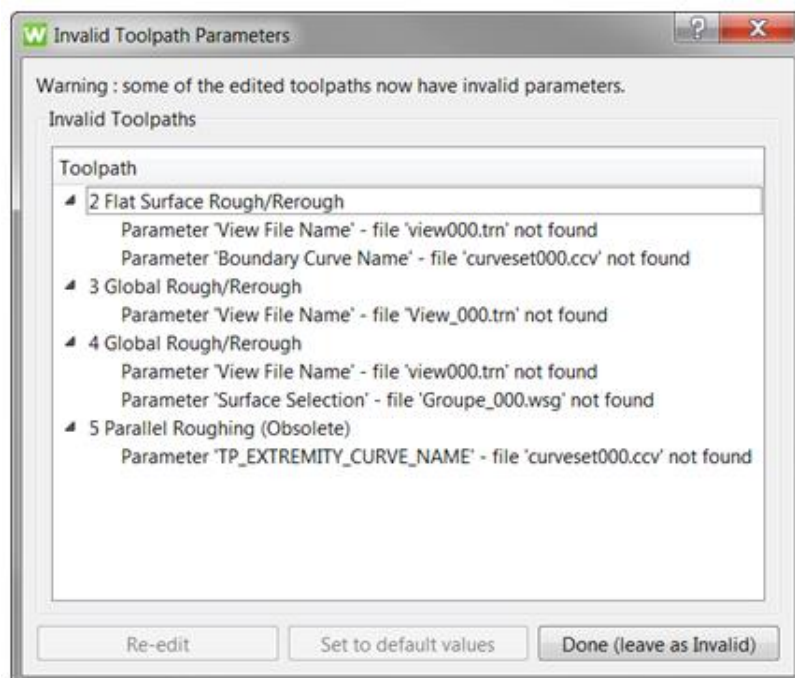 W Invalid Toolpath Parameters
?
Warning : some of the edited toolpaths now have invalid parameters.
Invalid Toolpaths
Toolpath
2 Flat Surface Rough/Rerough
Parameter 'View File Name' - file 'view000.trn' not found
Parameter 'Boundary Curve Name' - file 'curveset000.ccv' not found
3 Global Rough/Rerough
Parameter 'View File Name' - file 'View_000.trn' not found
4 Global Rough/Rerough
Parameter 'View File Name' - file 'view000.trn' not found
Parameter 'Surface Selection' - file 'Groupe_000.wsg' not found
5 Parallel Roughing (Obsolete)
Parameter 'TP_EXTREMITY_CURVE_NAME' - file 'curveset000.ccv' not found
Re-edit
Set to default values
Done (leave as Invalid)